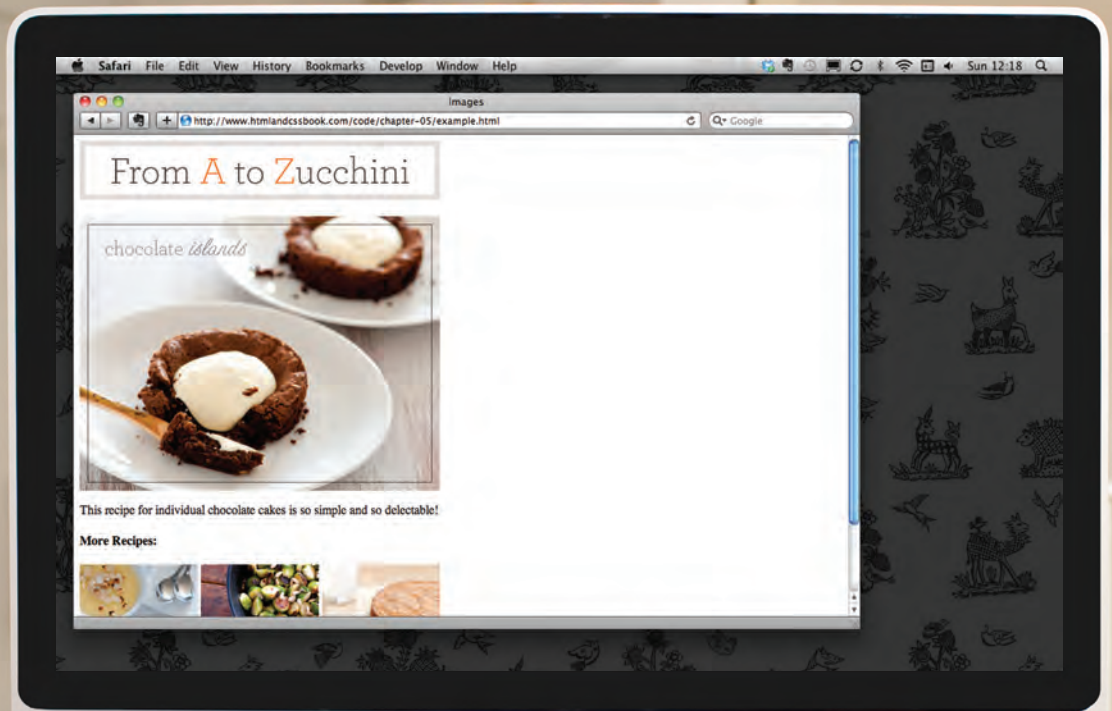 Safari File Edit View History Bookmarks Develop Window Help Sun 12:18
Images
http://www.htmlandcssbook.com/code/chapter-05/example.html
Google
From A to Zucchini
chocolate islands
This recipe for individual chocolate cakes is so simple and so delectable!
More Recipes: